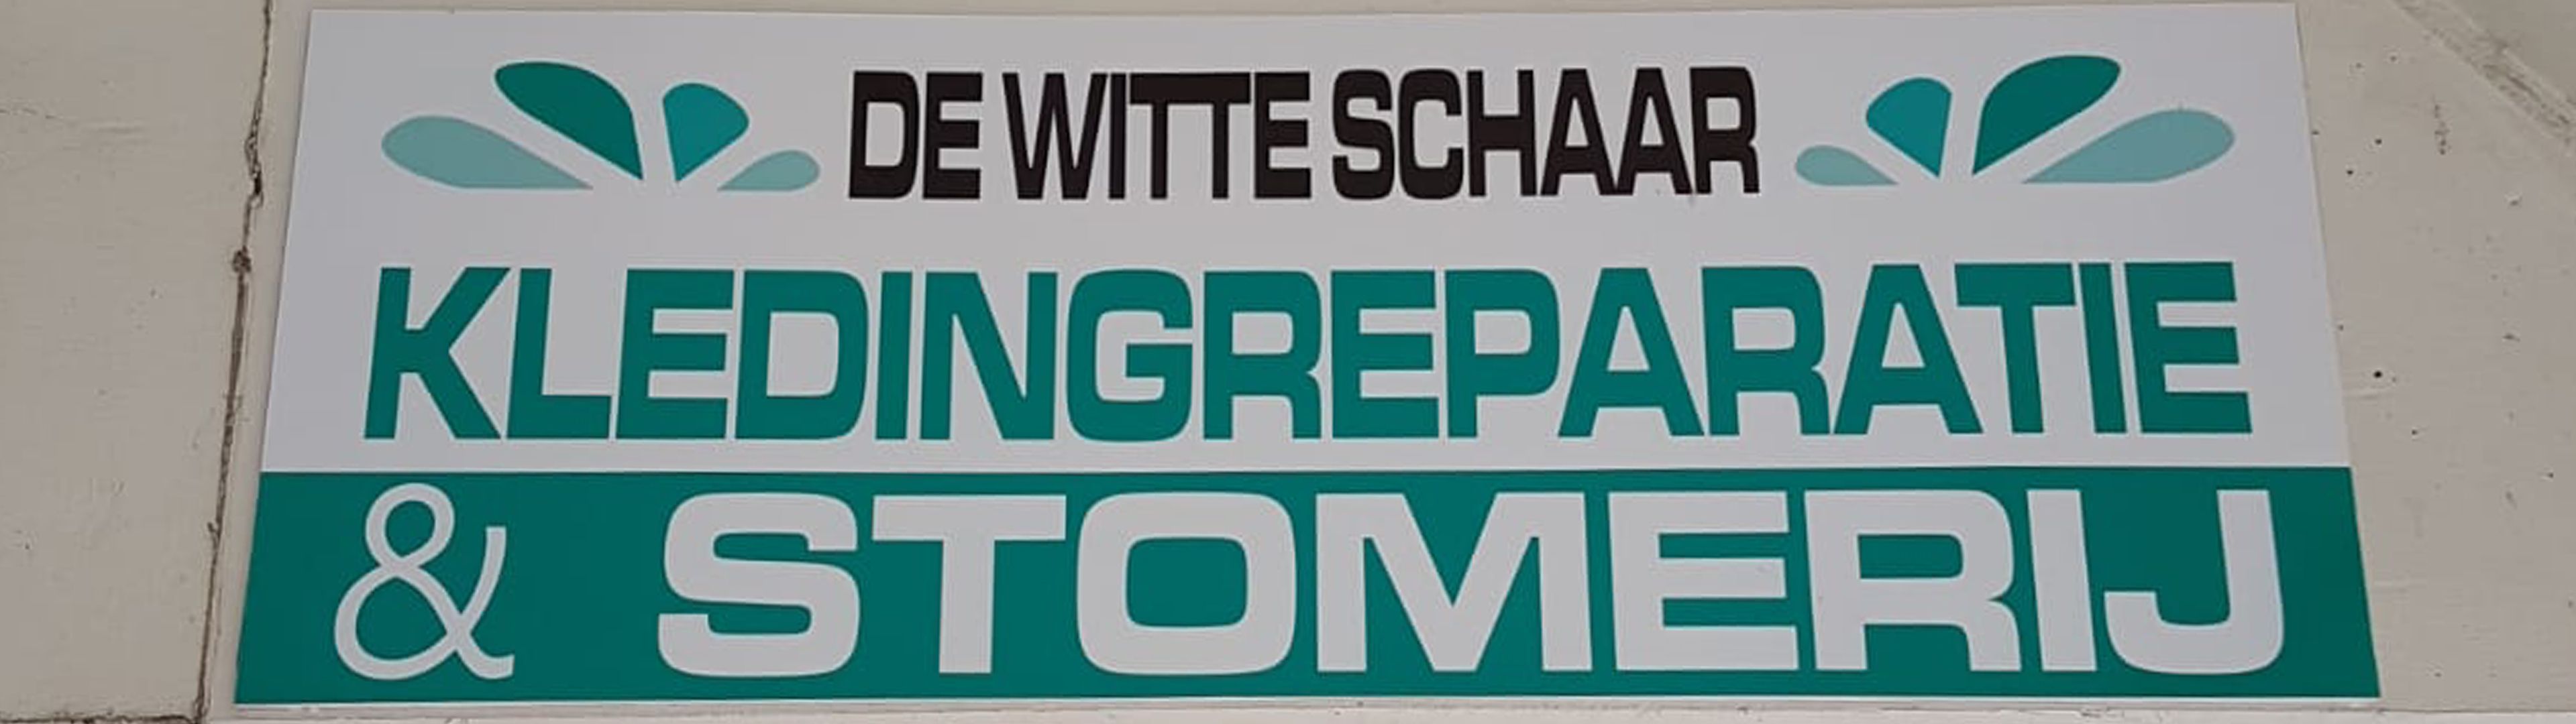 DE WITTE SCHAAR
KLEDINGREPARATIE
& STOMERIJ